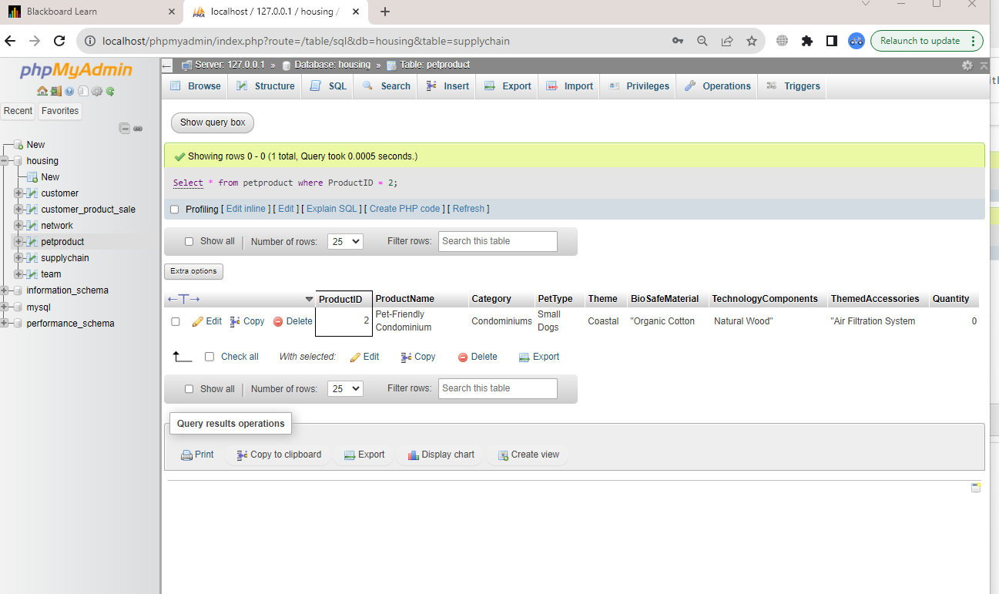 Blackboard Learn
localhost / 127.0.0.1 / housing /
localhost/phpmyadmin/index.php?route=/table/sql&db=housing&table=supplychain
Relaunch to update
phpMyAdmin
Recent Favorites
New
housing
New
customer
customer_product_sale
network
petproduct
supplychain
team
information_schema
mysql
performance_schema
Server: 127.0.0.1 » Database: housing » Table: petproduct
Browse Structure SQL Search Insert Export Import Privileges Operations Triggers
Show query box
Showing rows 0 - 0 (1 total, Query took 0.0005 seconds.)
Select * from petproduct where ProductID = 2;
Profiling [ Edit inline ] [ Edit ] [ Explain SQL ] [ Create PHP code ] [ Refresh ]
Show all Number of rows: 25 Filter rows: Search this table
Extra options
←T→ ProductID ProductName Category PetType Theme BioSafeMaterial TechnologyComponents ThemedAccessories Quantity
Edit Copy Delete 2 Pet-Friendly Condominium Condominiums Small Dogs Coastal "Organic Cotton Natural Wood" "Air Filtration System 0
Check all With selected: Edit Copy Delete Export
Show all Number of rows: 25 Filter rows: Search this table
Query results operations
Print Copy to clipboard Export Display chart Create view